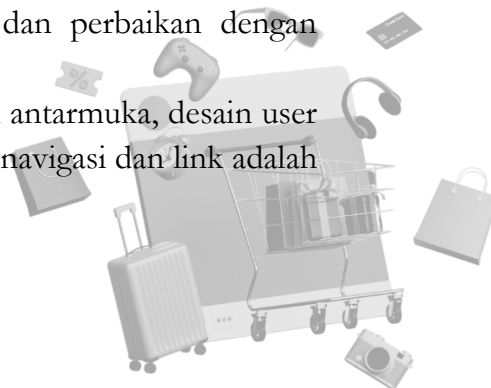 dan perbaikan dengan
antarmuka, desain user
navigasi dan link adalah